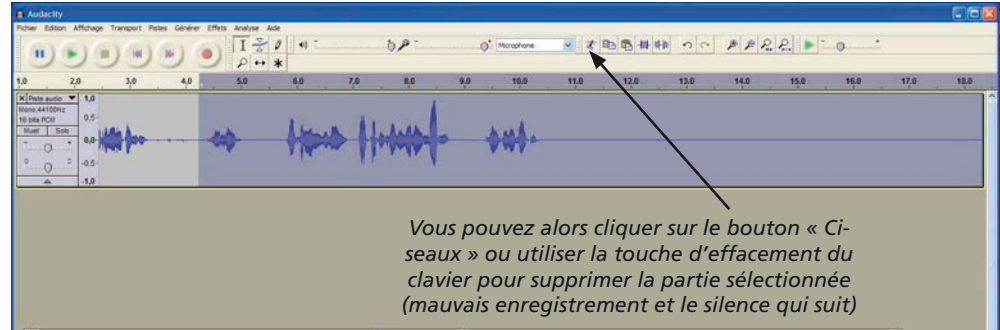 Audacity
Fichier Edition Affichage Transport Pistes Générer Effets Analyse Aide
Microphone
1,0 2,0 3,0 4,0 5,0 6.0 7.0 8.0 9.0 10.0 11.0 12.0 13.0 14.0 15.0 16.0 17.0 18.0
Piste audio 1,0
Mono,44100Hz
16 bits PCM 0.5-
Muet Solo
0,0-
-0.5-
-1,0
Vous pouvez alors cliquer sur le bouton « Ci-
seaux » ou utiliser la touche d’effacement du
clavier pour supprimer la partie sélectionnée
(mauvais enregistrement et le silence qui suit)